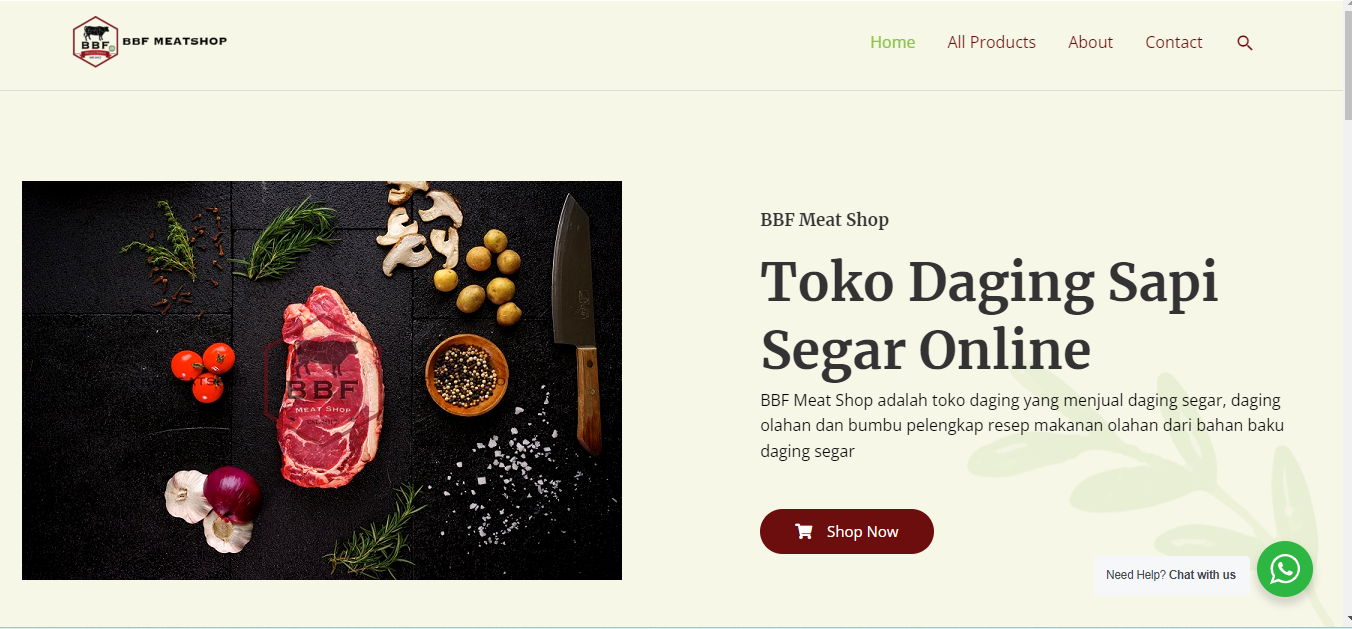 BBF
BBF MEATSHOP
Home
All Products
About
Contact
BBF Meat Shop
Toko Daging Sapi
Segar Online
BBF Meat Shop adalah toko daging yang menjual daging segar, daging
olahan dan bumbu pelengkap resep makanan olahan dari bahan baku
daging segar
Shop Now
BBF
MEAT SHOP
Need Help? Chat with us